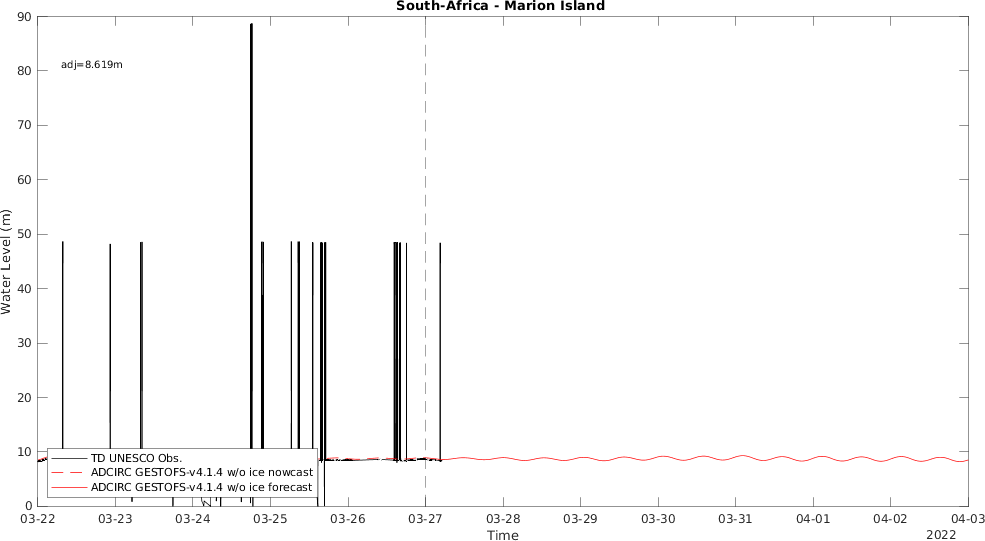 South-Africa - Marion Island
90
adj=8.619m
80
70
60
50
40
30
20
10
0
Water Level (m)
TD UNESCO Obs.
ADCIRC GESTOFS-v4.1.4 w/o ice nowcast
ADCIRC GESTOFS-v4.1.4 w/o ice forecast
03-22 03-23 03-24 03-25 03-26 03-27 03-28 03-29 03-30 03-31 04-01 04-02 04-03
Time
2022